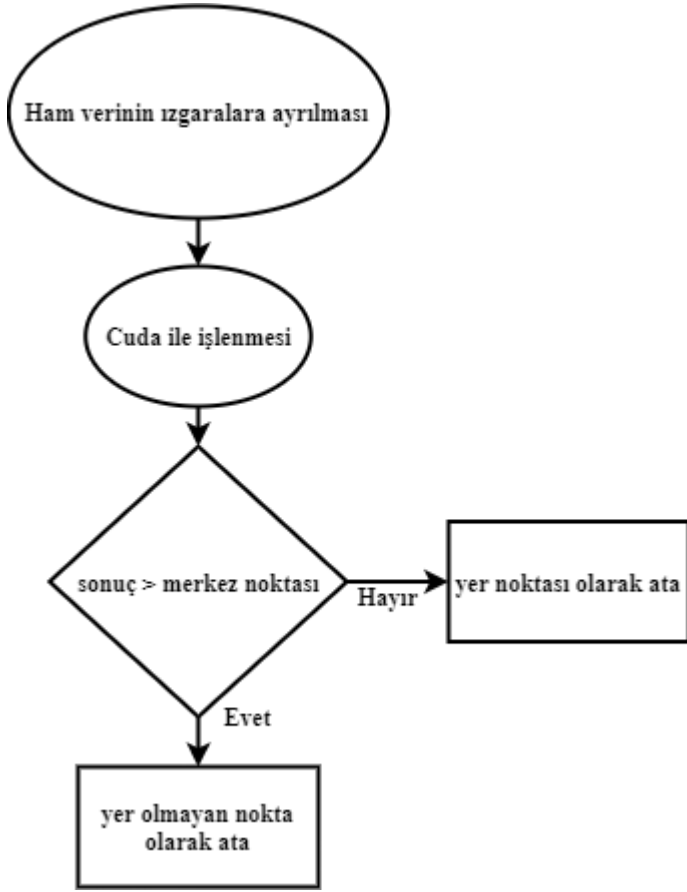 Ham verinin ızgaralara ayrılması
Cuda ile işlenmesi
sonuç > merkez noktası
Hayır
yer noktası olarak ata
Evet
yer olmayan nokta
olarak ata